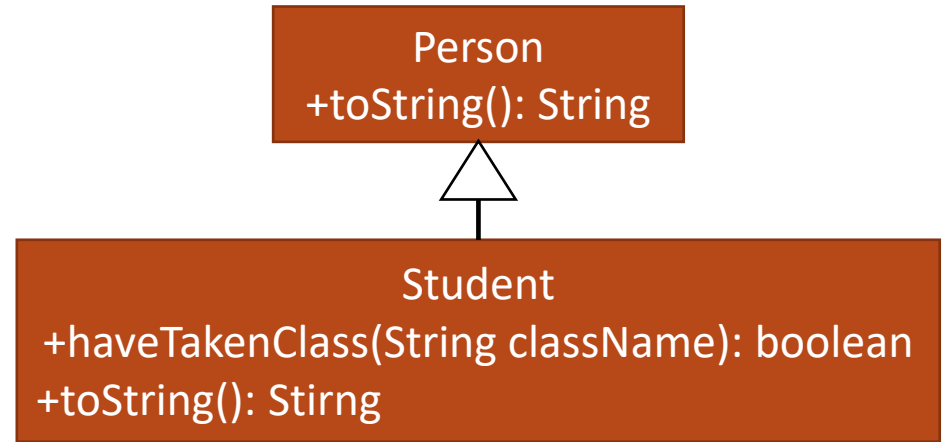 Person
+toString(): String
Student
+haveTakenClass(String className): boolean
+toString(): Stirng